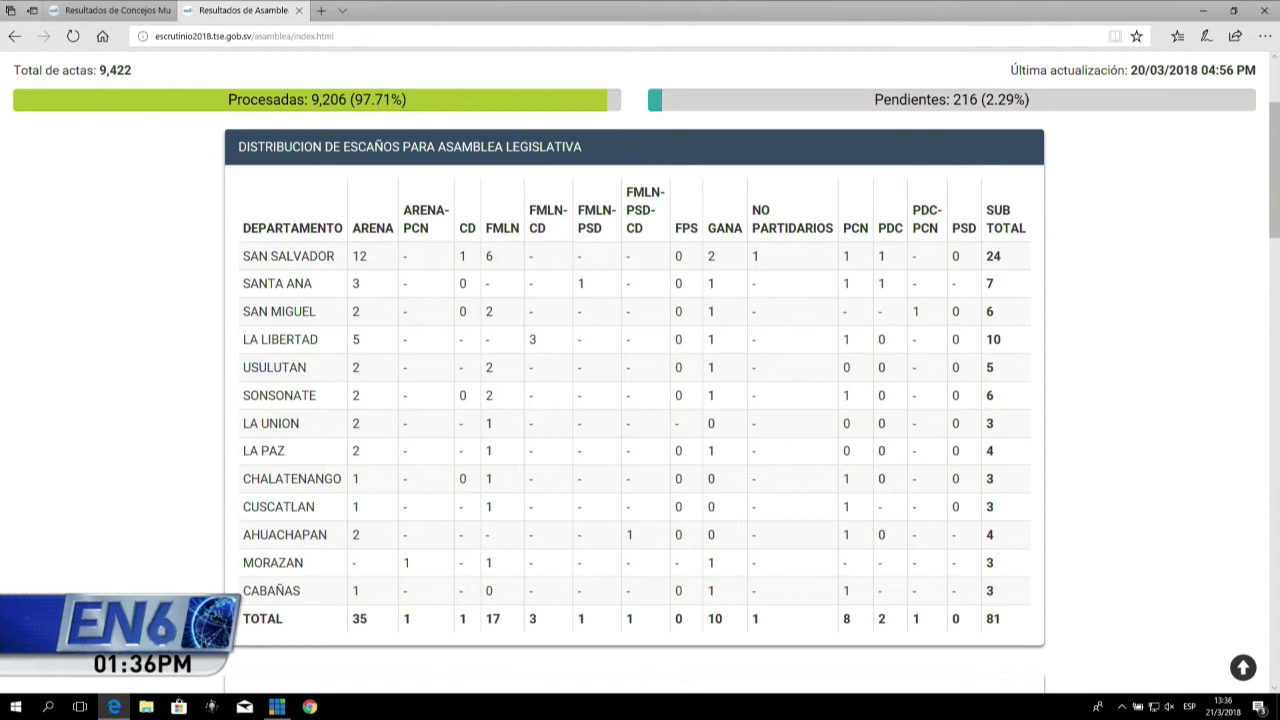 Resultados de Concejos Mu
Resultados de Asamble
escrutinio2018.tse.gob.sv/asamblea/index.html
Total de actas: 9,422
Última actualización: 20/03/2018 04:56 PM
Procesadas: 9,206 (97.71%)
Pendientes: 216 (2.29%)
DISTRIBUCION DE ESCAÑOS PARA ASAMBLEA LEGISLATIVA
DEPARTAMENTO ARENA ARENA-PCN CD FMLN FMLN-CD FMLN-PSD FMLN-PSD-CD FPS GANA NO PARTIDARIOS PCN PDC PDC-PCN PSD SUB TOTAL
SAN SALVADOR 12 - 1 6 - - - 0 2 1 1 1 - 0 24
SANTA ANA 3 - 0 - - 1 - 0 1 - 1 1 - - 7
SAN MIGUEL 2 - 0 2 - - - 0 1 - - - 1 0 6
LA LIBERTAD 5 - - - 3 - - 0 1 - 1 0 - 0 10
USULUTAN 2 - - 2 - - - 0 1 - 0 0 - 0 5
SONSONATE 2 - 0 2 - - - 0 1 - 1 0 - 0 6
LA UNION 2 - - 1 - - - - 0 - 0 0 - 0 3
LA PAZ 2 - - 1 - - - 0 1 - 0 0 - 0 4
CHALATENANGO 1 - 0 1 - - - 0 0 - 1 0 - 0 3
CUSCATLAN 1 - - 1 - - - 0 0 - 1 - - 0 3
AHUACHAPAN 2 - - - - - 1 0 0 - 1 0 - - 4
MORAZAN - 1 - 1 - - - - 1 - - - - - 3
CABAÑAS 1 - - 0 - - - 0 1 - 1 - - - 3
TOTAL 35 1 1 17 3 1 1 0 10 1 8 2 1 0 81
EN6
01:36PM
ESP
13:36
21/3/2018
3